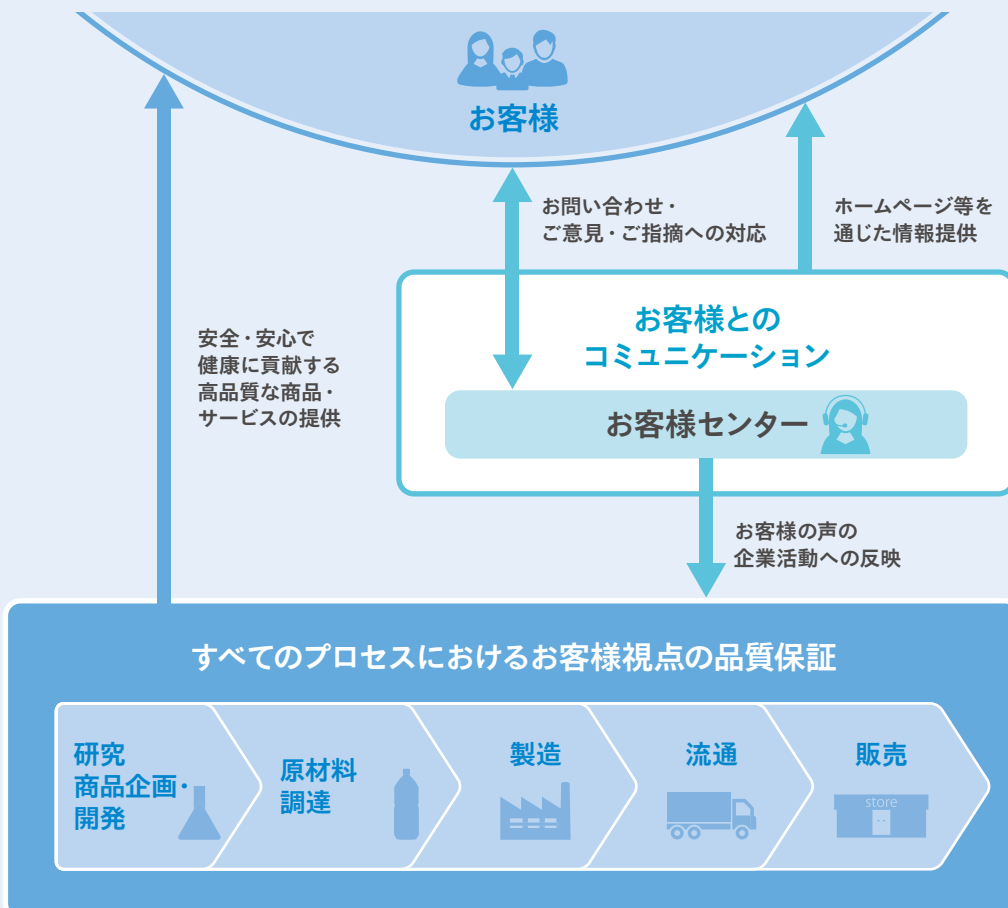 お客様
お問い合わせ・
ご意見・ご指摘への対応
ホームページ等を
通じた情報提供
安全・安心で
健康に貢献する
高品質な商品・
サービスの提供
お客様との
コミュニケーション
お客様センター
お客様の声の
企業活動への反映
すべてのプロセスにおけるお客様視点の品質保証
研究
商品企画・
開発
原材料
調達
製造
流通
販売
store